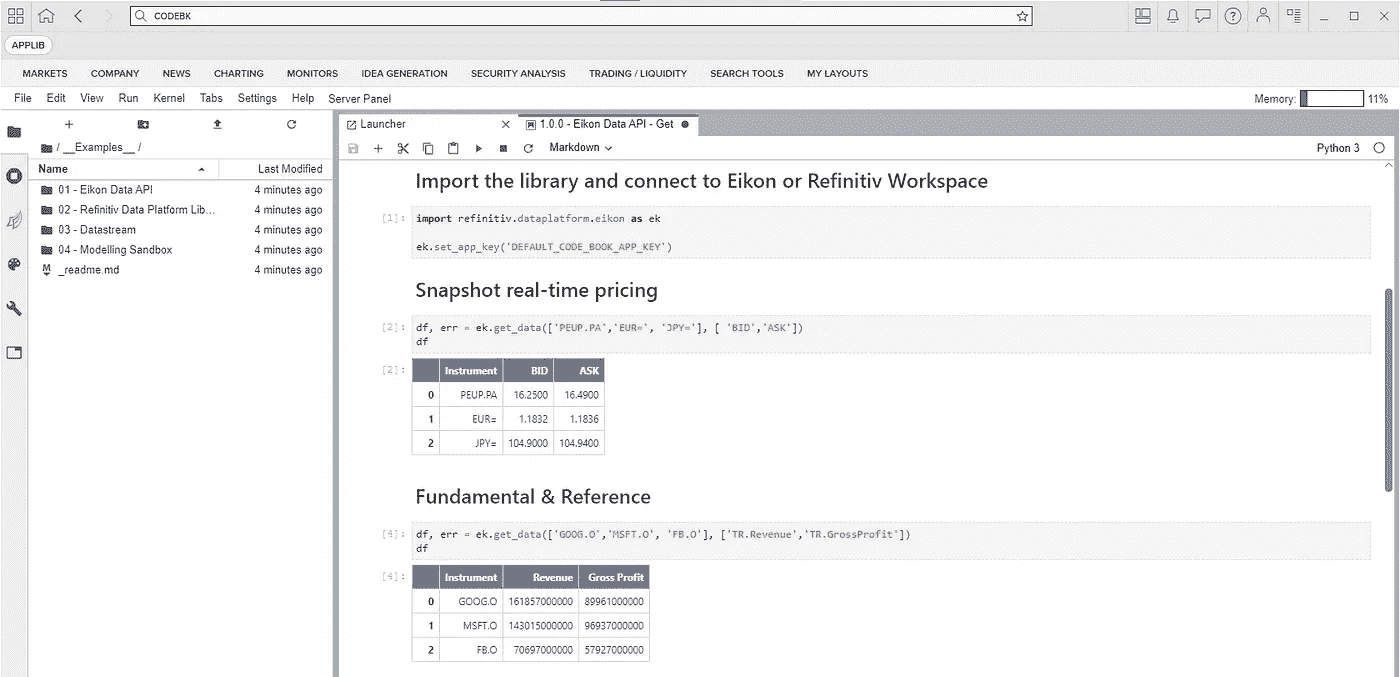 CODEBK
APPLIB
MARKETS COMPANY NEWS CHARTING MONITORS IDEA GENERATION SECURITY ANALYSIS TRADING / LIQUIDITY SEARCH TOOLS MY LAYOUTS
File Edit View Run Kernel Tabs Settings Help Server Panel
Memory: 11%
/ __Examples__ /
Name Last Modified
01 - Eikon Data API 4 minutes ago
02 - Refinitiv Data Platform Lib... 4 minutes ago
03 - Datastream 4 minutes ago
04 - Modelling Sandbox 4 minutes ago
_readme.md 4 minutes ago
Launcher
1.0.0 - Eikon Data API - Get
Markdown
Python 3
Import the library and connect to Eikon or Refinitiv Workspace
[1]: import refinitiv.dataplatform.eikon as ek
ek.set_app_key('DEFAULT_CODE_BOOK_APP_KEY')
Snapshot real-time pricing
[2]: df, err = ek.get_data(['PEUP.PA','EUR=', 'JPY='], [ 'BID','ASK'])
df
[2]: Instrument BID ASK
0 PEUP.PA 16.2500 16.4900
1 EUR= 1.1832 1.1836
2 JPY= 104.9000 104.9400
Fundamental & Reference
[4]: df, err = ek.get_data(['GOOG.O','MSFT.O', 'FB.O'], ['TR.Revenue','TR.GrossProfit'])
df
[4]: Instrument Revenue Gross Profit
0 GOOG.O 161857000000 89961000000
1 MSFT.O 143015000000 96937000000
2 FB.O 70697000000 57927000000